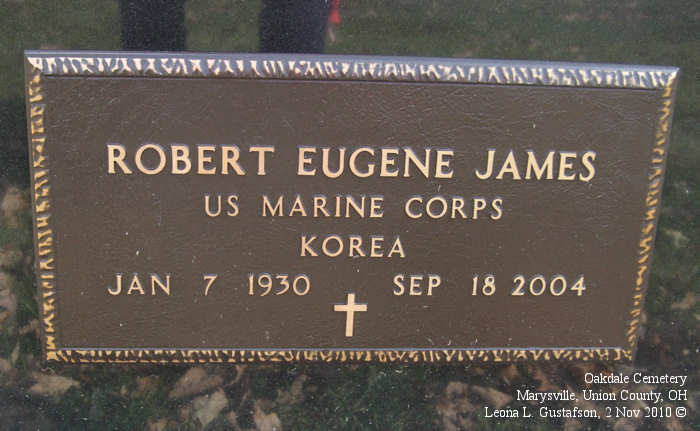 ROBERT EUGENE JAMES
US MARINE CORPS
KOREA
JAN 7 1930 SEP 18 2004
Oakdale Cemetery
Marysville, Union County, OH
Leona L. Gustafson, 2 Nov 2010 ©